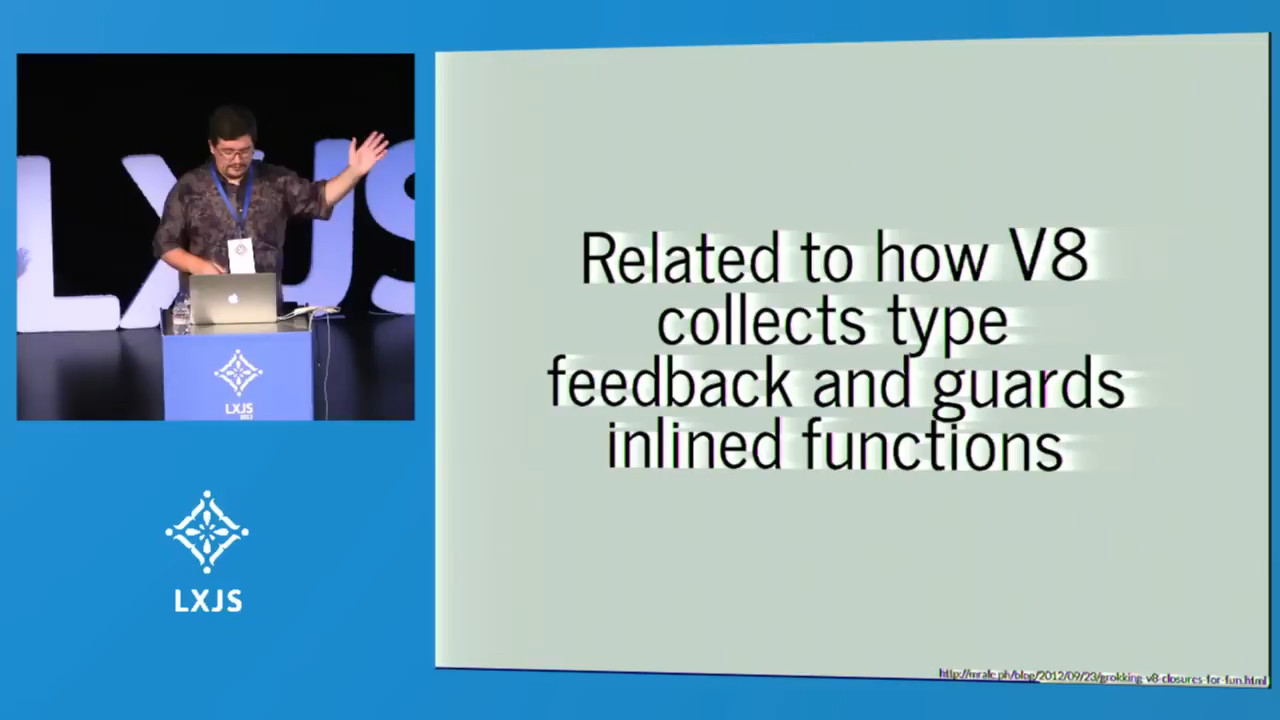 LXJS
Related to how V8
collects type
feedback and guards
inlined functions
LXJS
LXJS
http://mrale.ph/blog/2012/09/23/grokking-v8-closures-for-fun.html